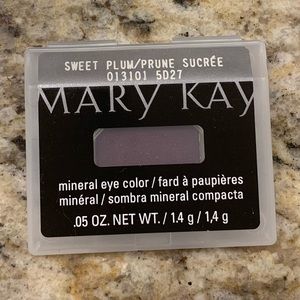 SWEET PLUM/PRUNE SUCRÉE
013101 5D27
MARY KAY
mineral eye color / fard à paupières
minéral / sombra mineral compacta
.05 OZ. NET WT. / 1.4 g / 1,4 g